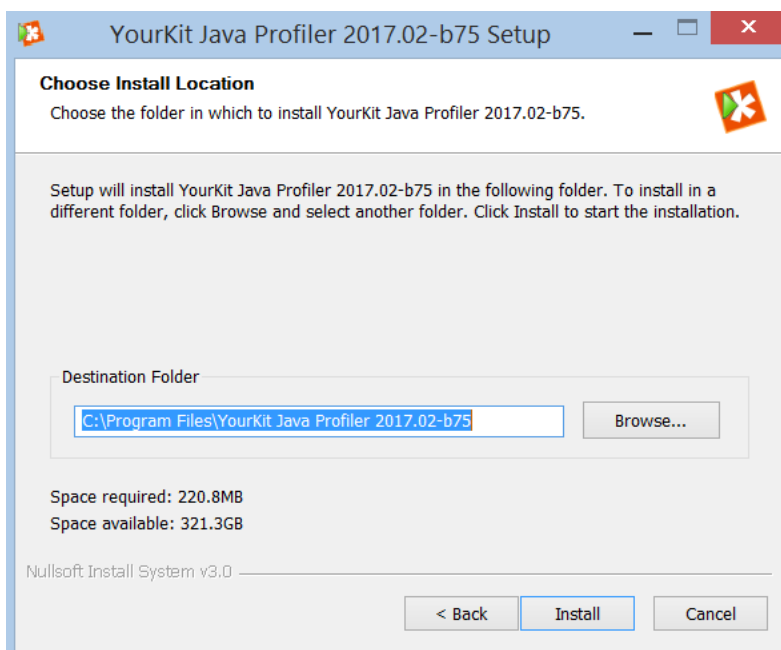 YourKit Java Profiler 2017.02-b75 Setup
Choose Install Location
Choose the folder in which to install YourKit Java Profiler 2017.02-b75.
Setup will install YourKit Java Profiler 2017.02-b75 in the following folder. To install in a
different folder, click Browse and select another folder. Click Install to start the installation.
Destination Folder
C:\Program Files\YourKit Java Profiler 2017.02-b75
Browse...
Space required: 220.8MB
Space available: 321.3GB
Nullsoft Install System v3.0
< Back
Install
Cancel